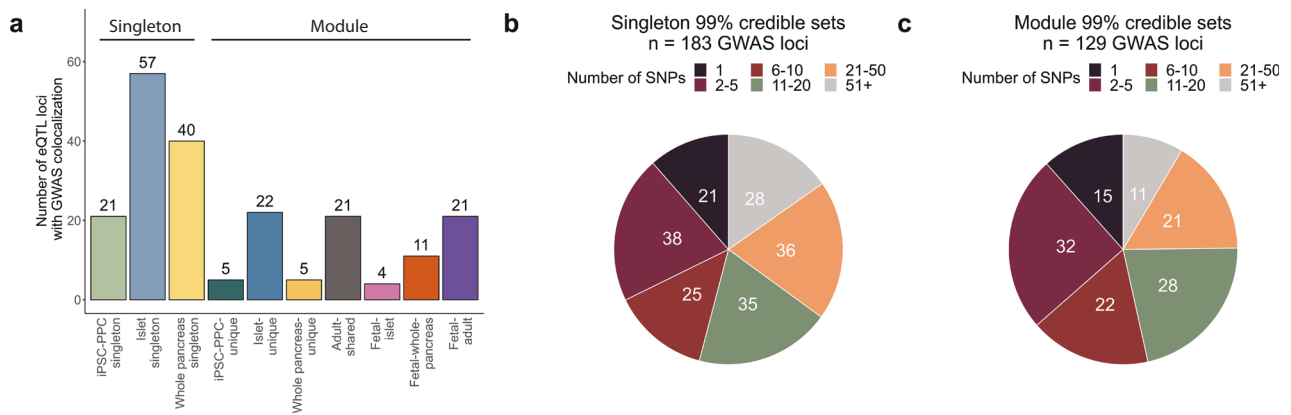 a
Singleton
Module
Number of eQTL loci
with GWAS colocalization
60
40
20
0
21
57
40
5
22
5
21
4
11
21
iPSC-PPC
singleton
Islet
singleton
Whole pancreas
singleton
iPSC-PPC-
unique
Islet-
unique
Whole pancreas-
unique
Adult-
shared
Fetal-
islet
Fetal-whole-
pancreas
Fetal-
adult
b
Singleton 99% credible sets
n = 183 GWAS loci
Number of SNPs
1
6-10
21-50
2-5
11-20
51+
21
28
38
36
25
35
c
Module 99% credible sets
n = 129 GWAS loci
Number of SNPs
1
6-10
21-50
2-5
11-20
51+
15
11
32
21
22
28